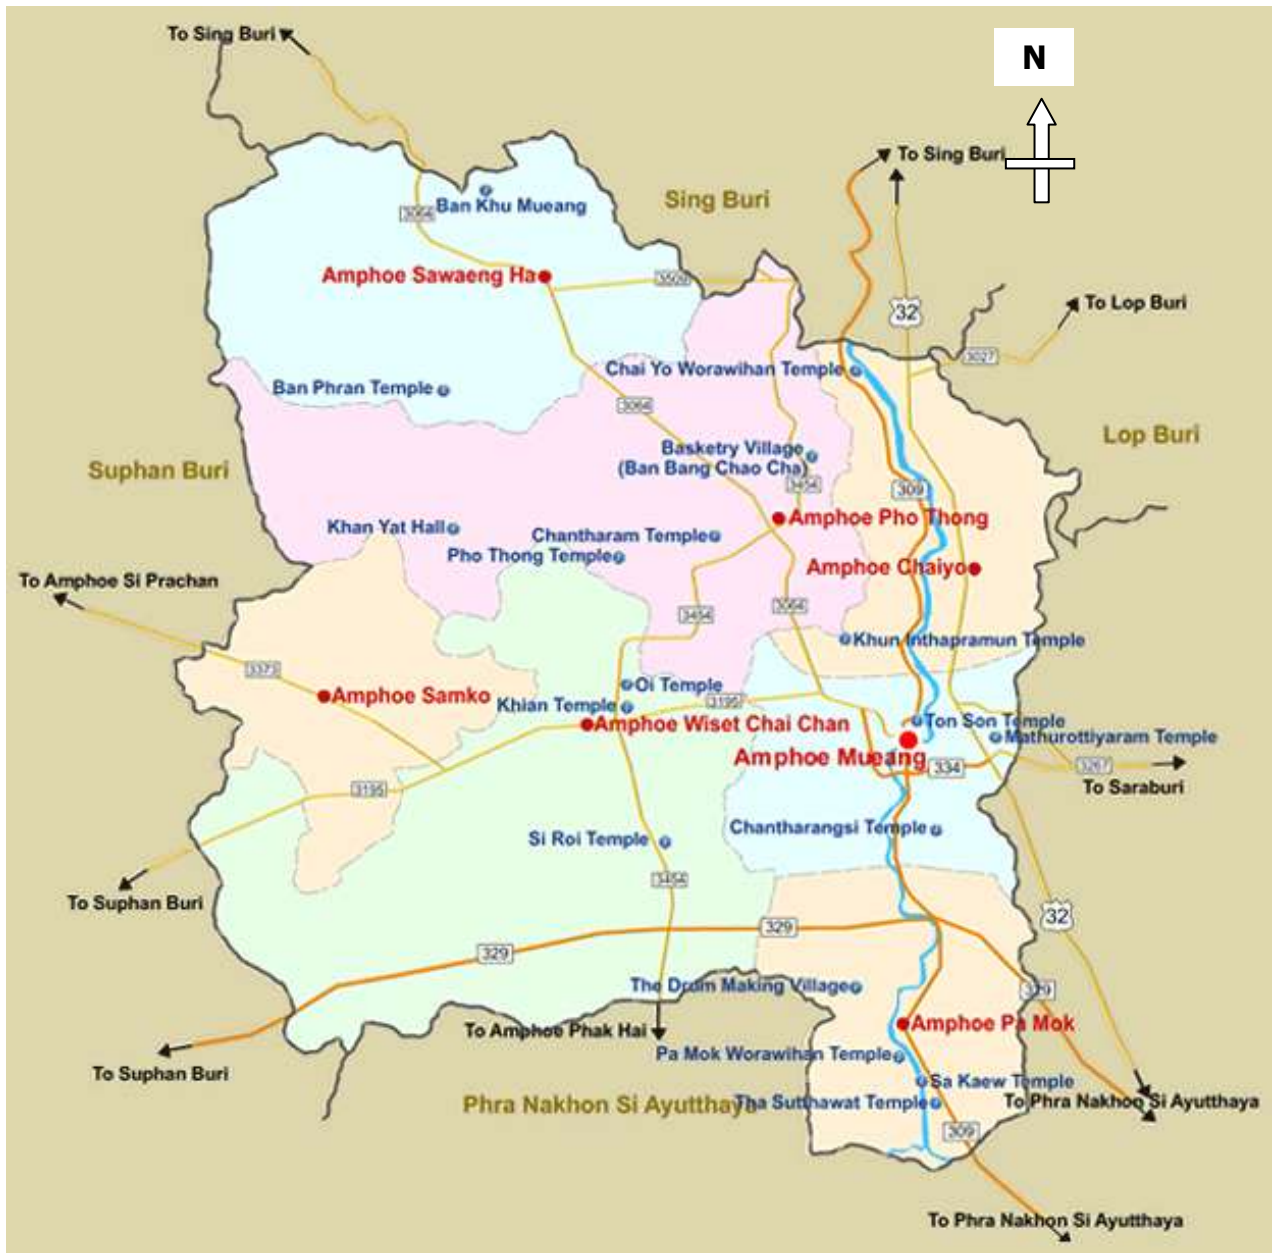 To Sing Buri
N
To Sing Buri
Sing Buri
Ban Khu Mueang
3064
Amphoe Sawaeng Ha
3509
32
To Lop Buri
3027
Chai Yo Worawihan Temple
Ban Phran Temple
3064
Lop Buri
Basketry Village
(Ban Bang Chao Cha)
Suphan Buri
3454
309
Amphoe Pho Thong
Khan Yat Hall
Chantharam Temple
Pho Thong Temple
Amphoe Chaiyo
To Amphoe Si Prachan
3454
3064
Khun Inthapramun Temple
3373
Oi Temple
Amphoe Samko
Khian Temple
3195
Amphoe Wiset Chai Chan
Ton Son Temple
Mathurottiyaram Temple
Amphoe Mueang
334
3267
To Saraburi
3195
Chantharangsi Temple
Si Roi Temple
3454
To Suphan Buri
32
329
329
The Drum Making Village
329
Amphoe Pa Mok
To Amphoe Phak Hai
Pa Mok Worawihan Temple
To Suphan Buri
Sa Kaew Temple
Phra Nakhon Si Ayutthaya
Tha Sutthawat Temple
To Phra Nakhon Si Ayutthaya
309
To Phra Nakhon Si Ayutthaya